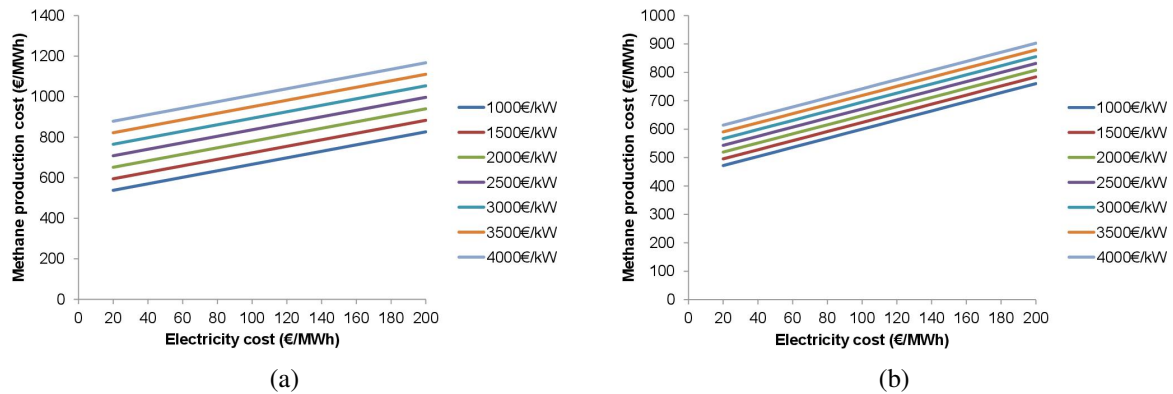 Methane production cost (€/MWh)
1400
1200
1000
800
600
400
200
0
0 20 40 60 80 100 120 140 160 180 200
Electricity cost (€/MWh)
1000€/kW
1500€/kW
2000€/kW
2500€/kW
3000€/kW
3500€/kW
4000€/kW
(a)
Methane production cost (€/MWh)
1000
900
800
700
600
500
400
300
200
100
0
0 20 40 60 80 100 120 140 160 180 200
Electricity cost (€/MWh)
1000€/kW
1500€/kW
2000€/kW
2500€/kW
3000€/kW
3500€/kW
4000€/kW
(b)